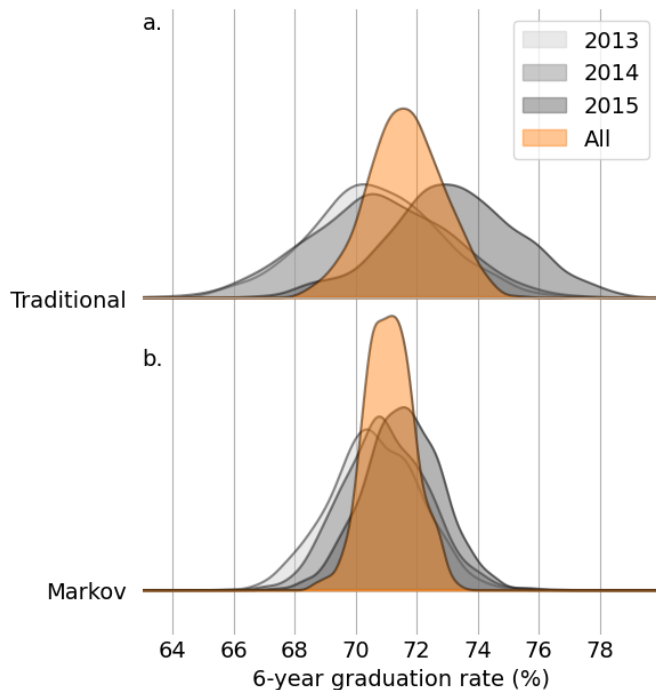 a.
2013
2014
2015
All
Traditional
b.
Markov
64 66 68 70 72 74 76 78
6-year graduation rate (%)